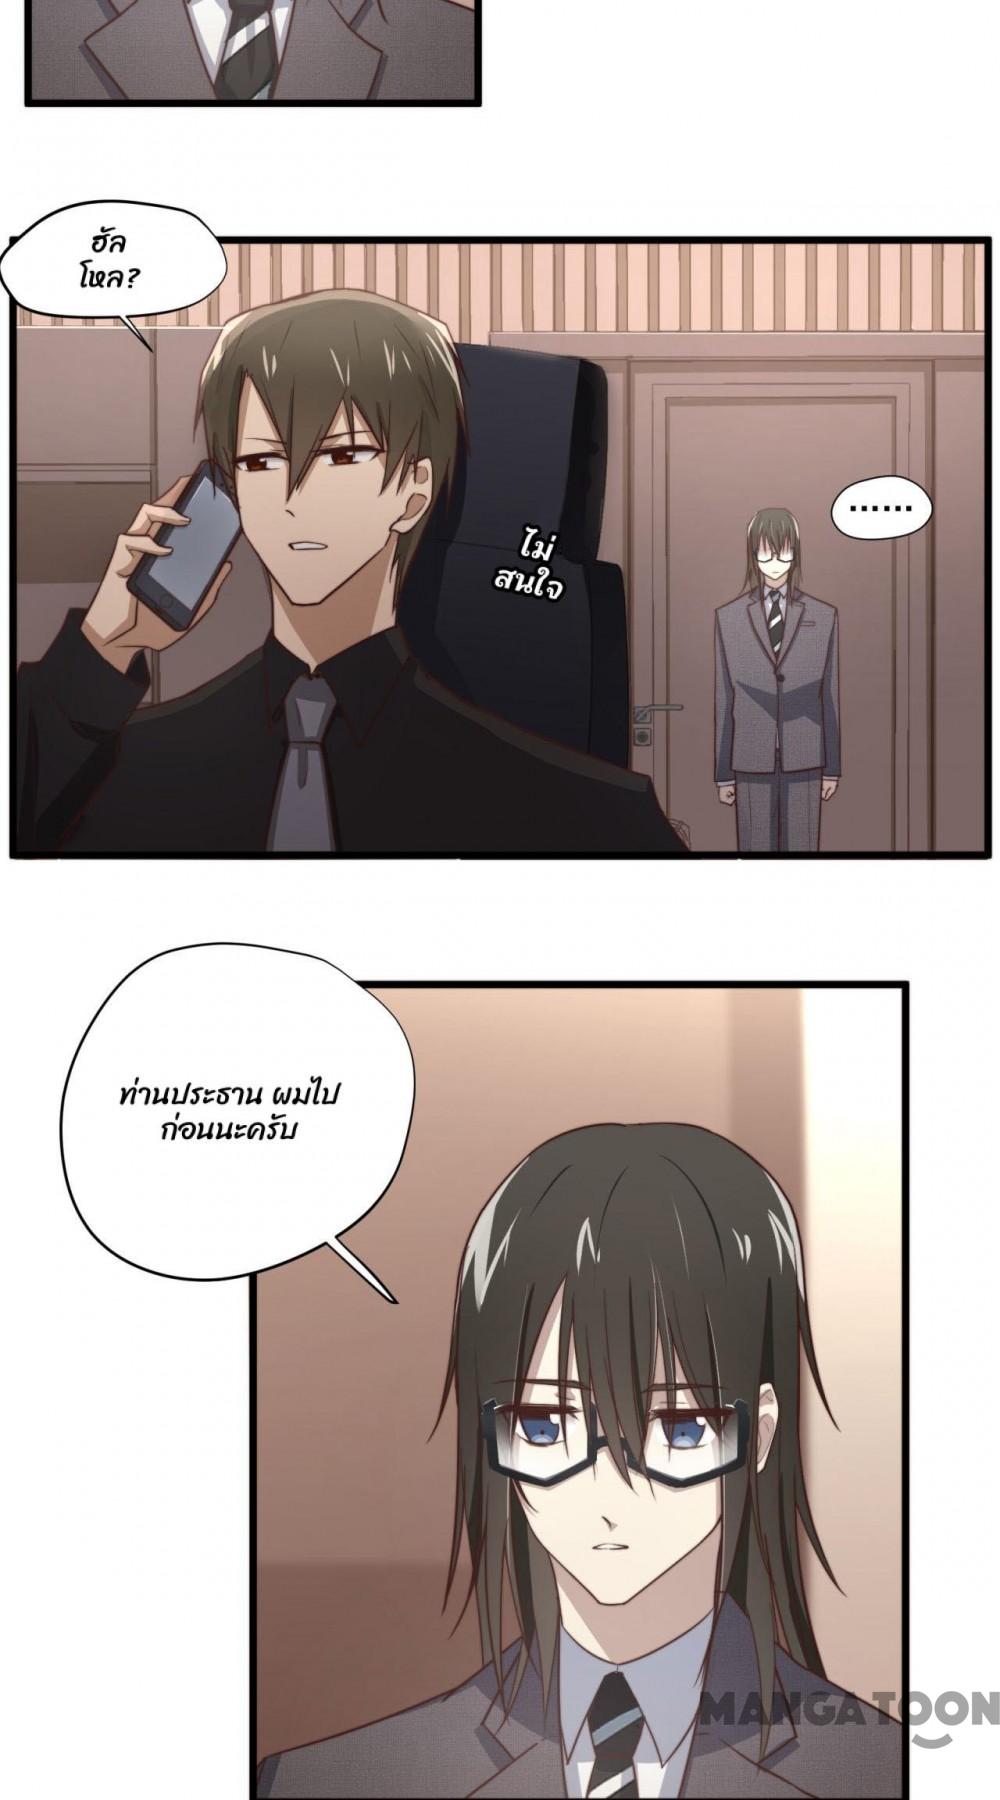 ฮัล
โหล?
ไม่
สนใจ
......
ท่านประธาน ผมไป
ก่อนนะครับ
MANGATOON